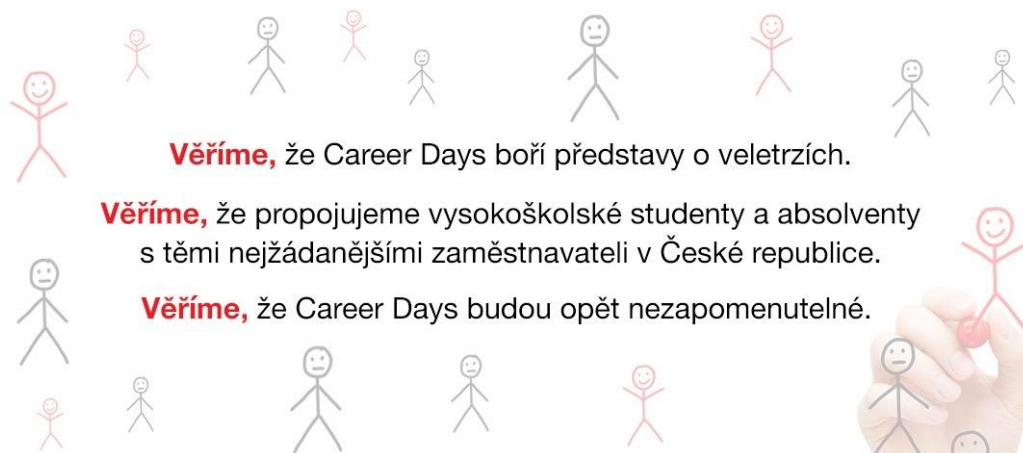 Věříme, že Career Days boří představy o veletrzích.
Věříme, že propojujeme vysokoškolské studenty a absolventy
s těmi nejžádanějšími zaměstnavateli v České republice.
Věříme, že Career Days budou opět nezapomenutelné.